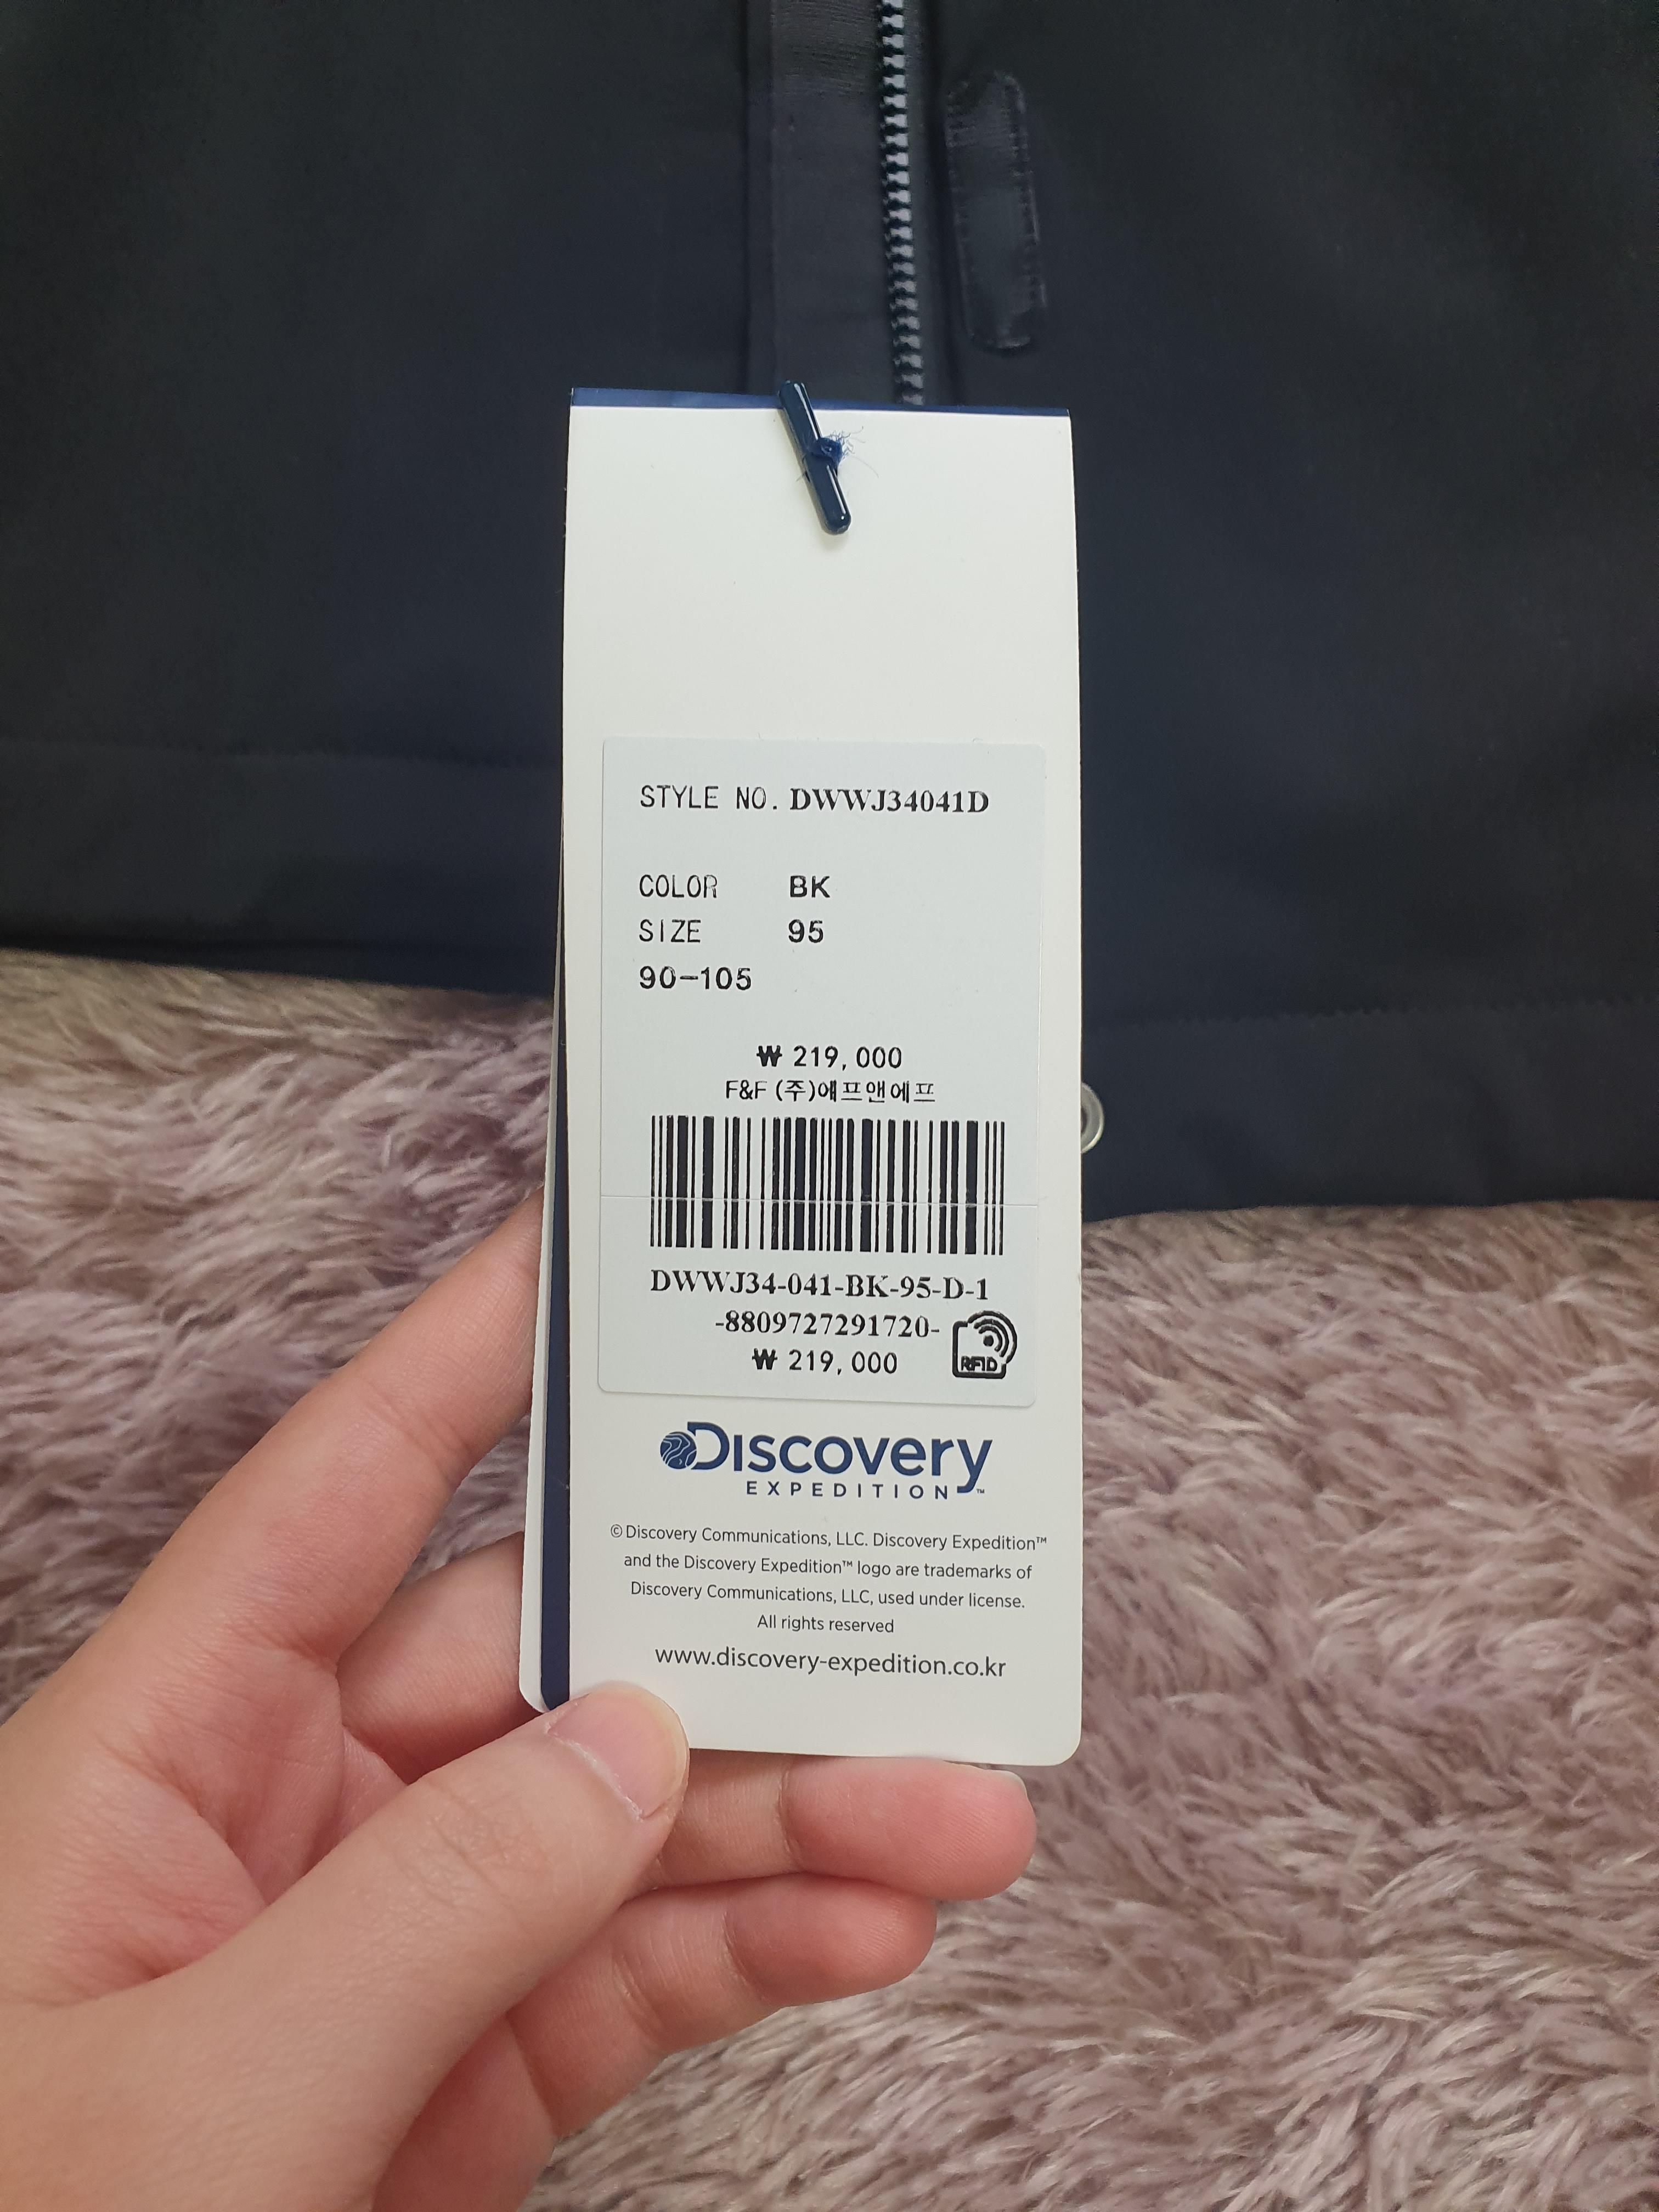 STYLE NO. DWWJ34041D
COLOR BK
SIZE 95
90-105
₩ 219,000
F&F (주)에프앤에프
DWWJ34-041-BK-95-D-1
-8809727291720-
RFID
₩ 219,000
Discovery
EXPEDITION™
©Discovery Communications, LLC. Discovery Expedition™
and the Discovery Expedition™ logo are trademarks of
Discovery Communications, LLC, used under license.
All rights reserved
www.discovery-expedition.co.kr